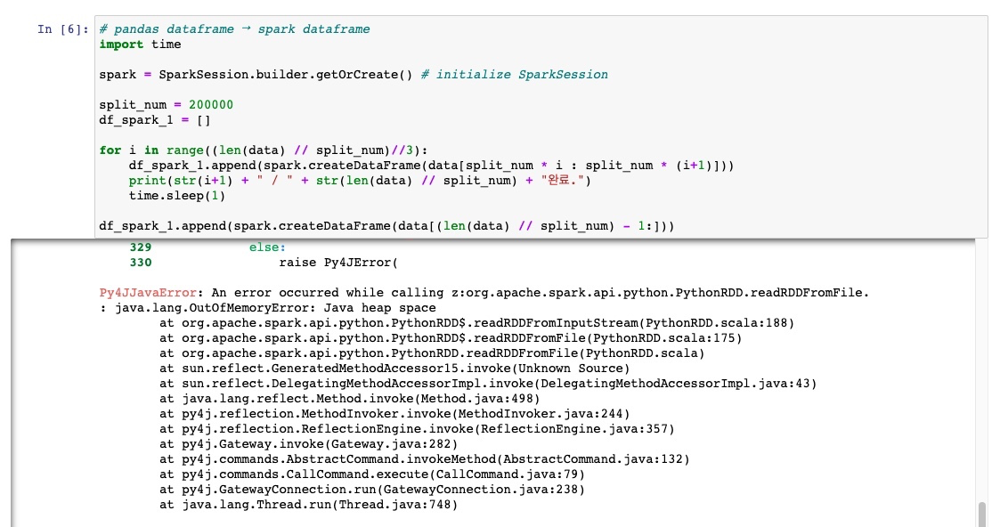 In [6]: # pandas dataframe → spark dataframe
import time
spark = SparkSession.builder.getOrCreate() # initialize SparkSession
split_num = 200000
df_spark_1 = []
for i in range((len(data) // split_num)//3):
    df_spark_1.append(spark.createDataFrame(data[split_num * i : split_num * (i+1)]))
    print(str(i+1) + " / " + str(len(data) // split_num) + "완료.")
    time.sleep(1)
df_spark_1.append(spark.createDataFrame(data[(len(data) // split_num) - 1:]))
329             else:
330                 raise Py4JError(
Py4JJavaError: An error occurred while calling z:org.apache.spark.api.python.PythonRDD.readRDDFromFile.
: java.lang.OutOfMemoryError: Java heap space
        at org.apache.spark.api.python.PythonRDD$.readRDDFromInputStream(PythonRDD.scala:188)
        at org.apache.spark.api.python.PythonRDD$.readRDDFromFile(PythonRDD.scala:175)
        at org.apache.spark.api.python.PythonRDD.readRDDFromFile(PythonRDD.scala)
        at sun.reflect.GeneratedMethodAccessor15.invoke(Unknown Source)
        at sun.reflect.DelegatingMethodAccessorImpl.invoke(DelegatingMethodAccessorImpl.java:43)
        at java.lang.reflect.Method.invoke(Method.java:498)
        at py4j.reflection.MethodInvoker.invoke(MethodInvoker.java:244)
        at py4j.reflection.ReflectionEngine.invoke(ReflectionEngine.java:357)
        at py4j.Gateway.invoke(Gateway.java:282)
        at py4j.commands.AbstractCommand.invokeMethod(AbstractCommand.java:132)
        at py4j.commands.CallCommand.execute(CallCommand.java:79)
        at py4j.GatewayConnection.run(GatewayConnection.java:238)
        at java.lang.Thread.run(Thread.java:748)